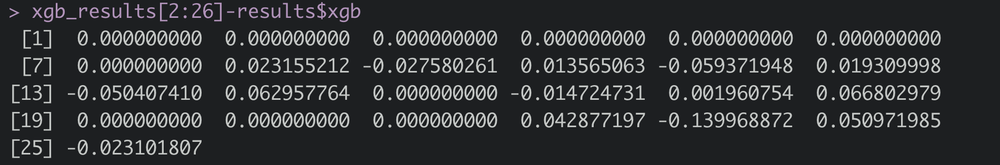 > xgb_results[2:26]-results$xgb
[1] 0.000000000 0.000000000 0.000000000 0.000000000 0.000000000 0.000000000
[7] 0.000000000 0.023155212 -0.027580261 0.013565063 -0.059371948 0.019309998
[13] -0.050407410 0.062957764 0.000000000 -0.014724731 0.001960754 0.066802979
[19] 0.000000000 0.000000000 0.000000000 0.042877197 -0.139968872 0.050971985
[25] -0.023101807